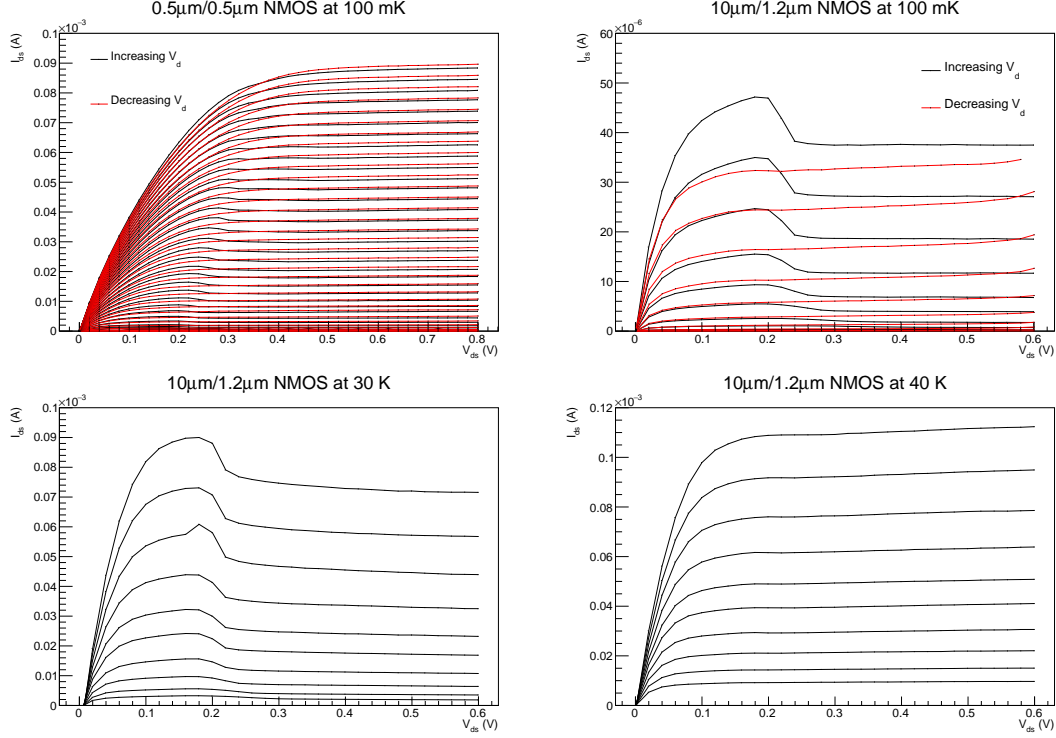 0.5μm/0.5μm NMOS at 100 mK
×10⁻³
I_ds (A)
0.1
0.09
0.08
0.07
0.06
0.05
0.04
0.03
0.02
0.01
0
Increasing V_d
Decreasing V_d
0 0.1 0.2 0.3 0.4 0.5 0.6 0.7 0.8
V_ds (V)
10μm/1.2μm NMOS at 100 mK
×10⁻⁶
I_ds (A)
60
50
40
30
20
10
0
Increasing V_d
Decreasing V_d
0 0.1 0.2 0.3 0.4 0.5 0.6
V_ds (V)
10μm/1.2μm NMOS at 30 K
×10⁻³
I_ds (A)
0.1
0.09
0.08
0.07
0.06
0.05
0.04
0.03
0.02
0.01
0
0 0.1 0.2 0.3 0.4 0.5 0.6
V_ds (V)
10μm/1.2μm NMOS at 40 K
×10⁻³
I_ds (A)
0.12
0.1
0.08
0.06
0.04
0.02
0
0 0.1 0.2 0.3 0.4 0.5 0.6
V_ds (V)